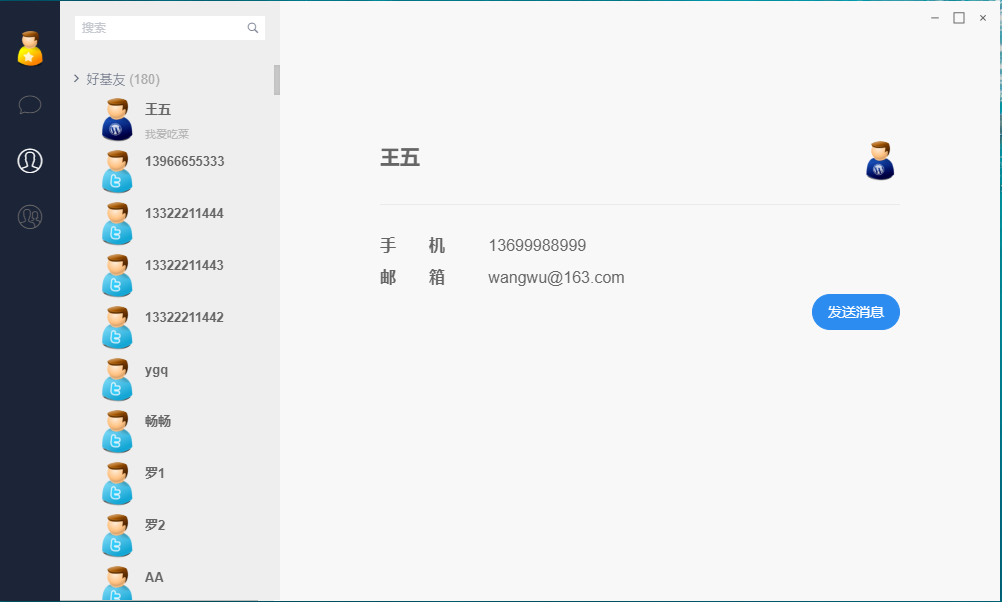 搜索
好基友 (180)
王五
我爱吃菜
13966655333
13322211444
13322211443
13322211442
ygq
畅畅
罗1
罗2
AA
王五
手 机 13699988999
邮 箱 wangwu@163.com
发送消息